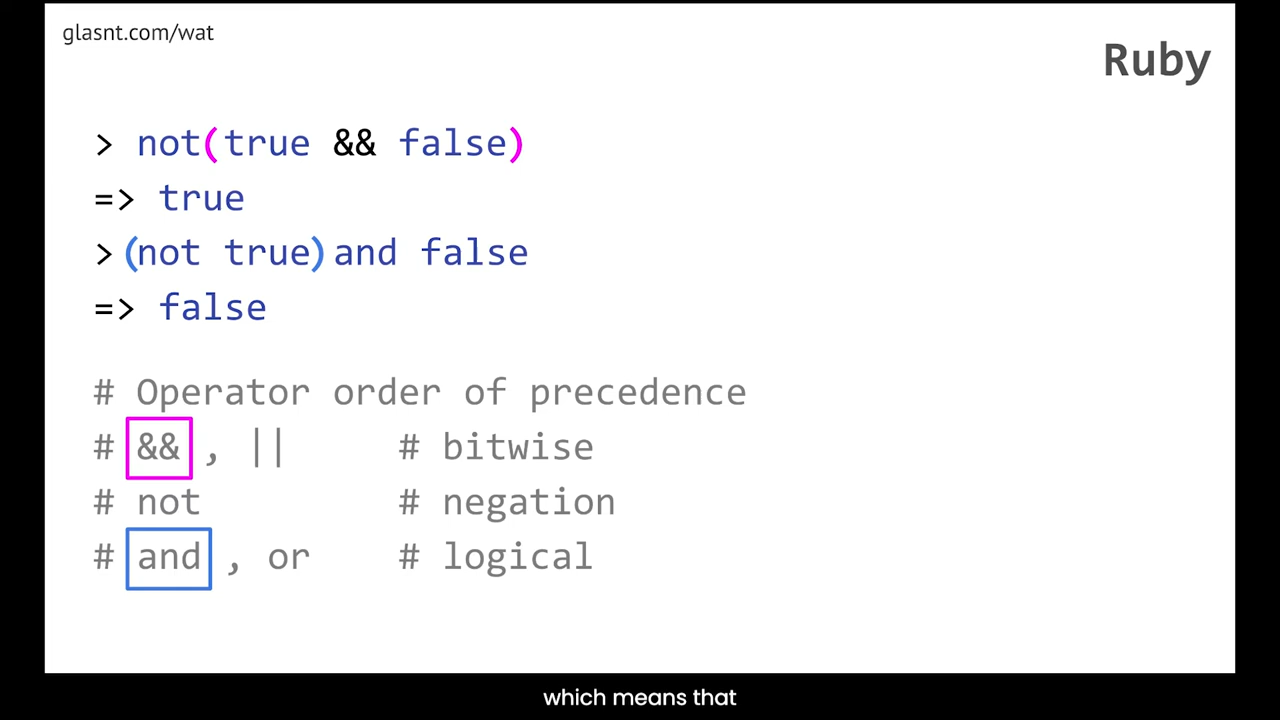 glasnt.com/wat
Ruby
> not(true && false)
=> true
>(not true)and false
=> false
# Operator order of precedence
# && , || # bitwise
# not # negation
# and , or # logical
which means that